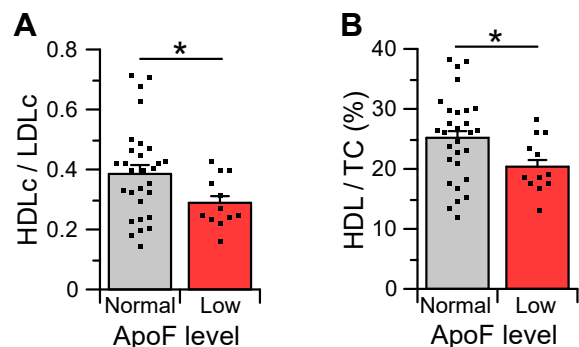 A
HDLc / LDLc
0.8
0.6
0.4
0.2
0
*
Normal
Low
ApoF level
B
HDL / TC (%)
40
30
20
10
0
*
Normal
Low
ApoF level